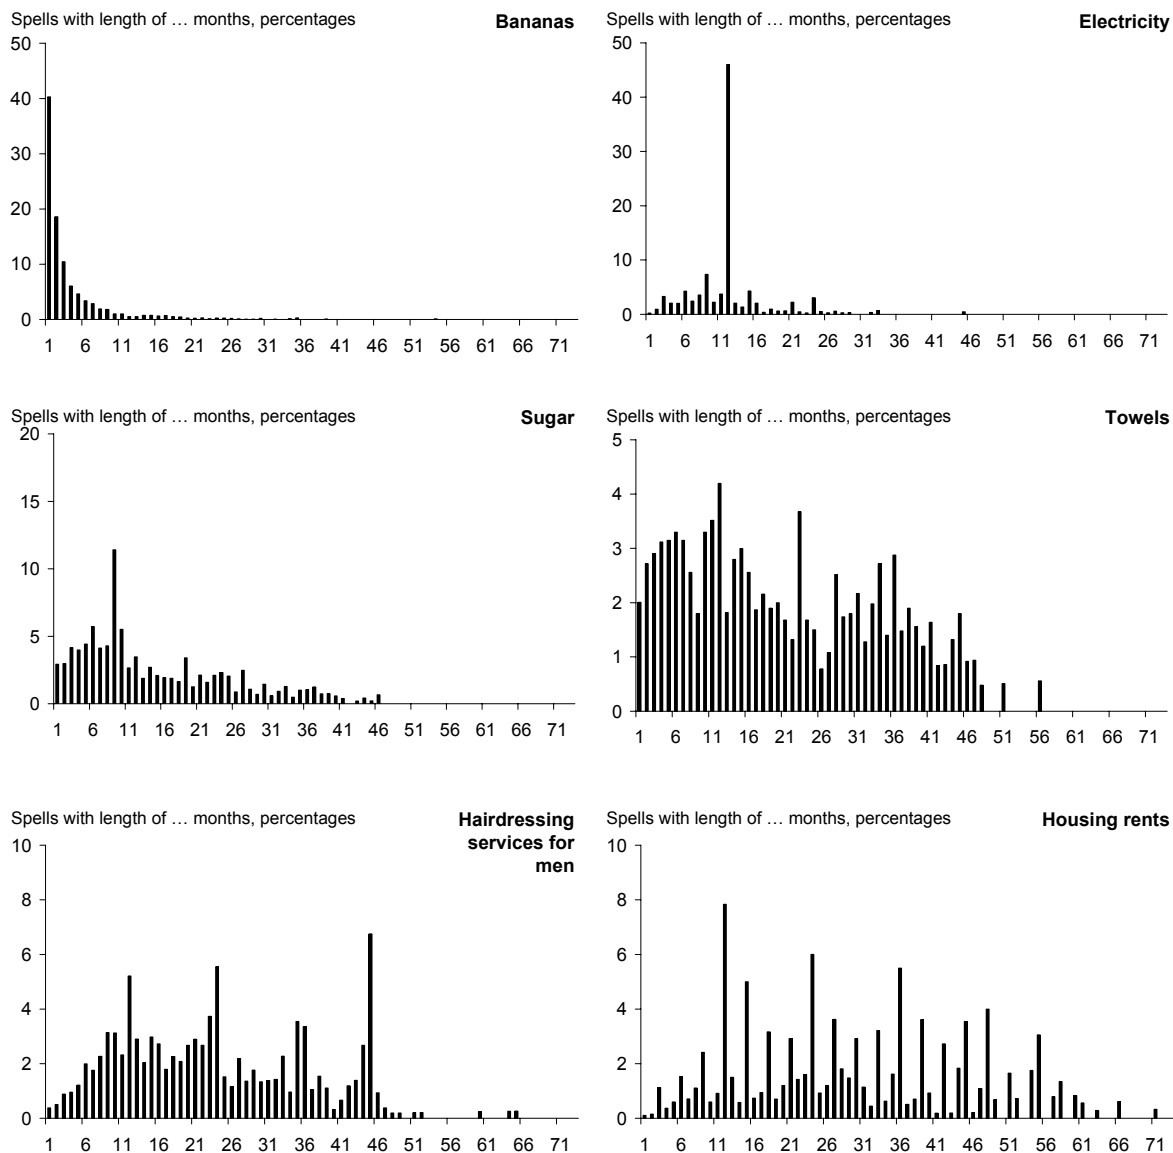 Spells with length of … months, percentages Bananas
50
40
30
20
10
0
1 6 11 16 21 26 31 36 41 46 51 56 61 66 71
Spells with length of … months, percentages Electricity
50
40
30
20
10
0
1 6 11 16 21 26 31 36 41 46 51 56 61 66 71
Spells with length of … months, percentages Sugar
20
15
10
5
0
1 6 11 16 21 26 31 36 41 46 51 56 61 66 71
Spells with length of … months, percentages Towels
5
4
3
2
1
0
1 6 11 16 21 26 31 36 41 46 51 56 61 66 71
Spells with length of … months, percentages Hairdressing
services for
men
10
8
6
4
2
0
1 6 11 16 21 26 31 36 41 46 51 56 61 66 71
Spells with length of … months, percentages Housing rents
10
8
6
4
2
0
1 6 11 16 21 26 31 36 41 46 51 56 61 66 71